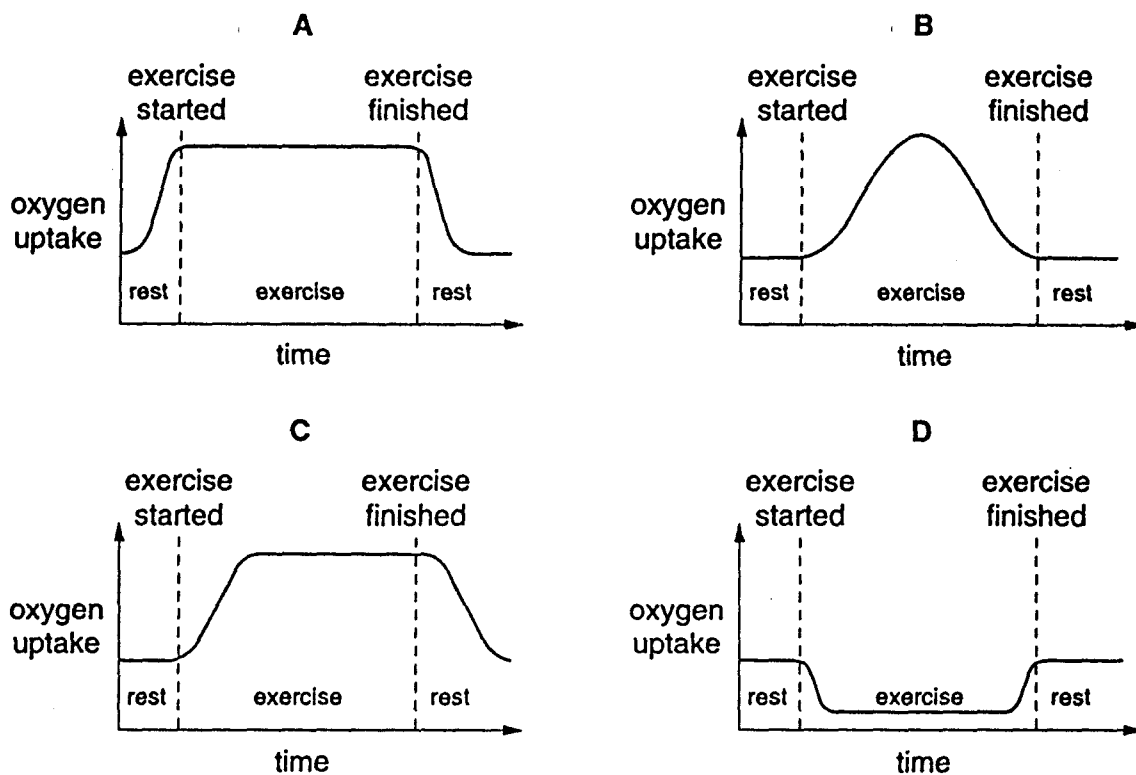 A
exercise started
exercise finished
oxygen uptake
rest
exercise
rest
time
B
exercise started
exercise finished
oxygen uptake
rest
exercise
rest
time
C
exercise started
exercise finished
oxygen uptake
rest
exercise
rest
time
D
exercise started
exercise finished
oxygen uptake
rest
exercise
rest
time